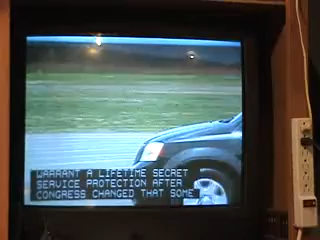 WARRANT A LIFETIME SECRET
SERVICE PROTECTION AFTER
CONGRESS CHANGED THAT SOME